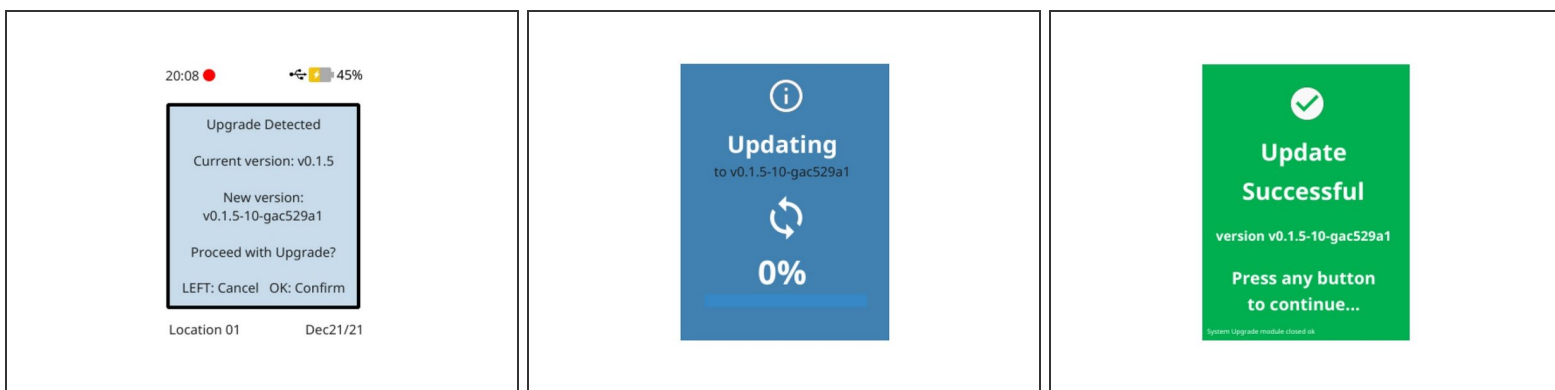 20:08 45%
Upgrade Detected
Current version: v0.1.5
New version:
v0.1.5-10-gac529a1
Proceed with Upgrade?
LEFT: Cancel OK: Confirm
Location 01 Dec21/21
Updating
to v0.1.5-10-gac529a1
0%
Update
Successful
version v0.1.5-10-gac529a1
Press any button
to continue...
System Upgrade module closed ok